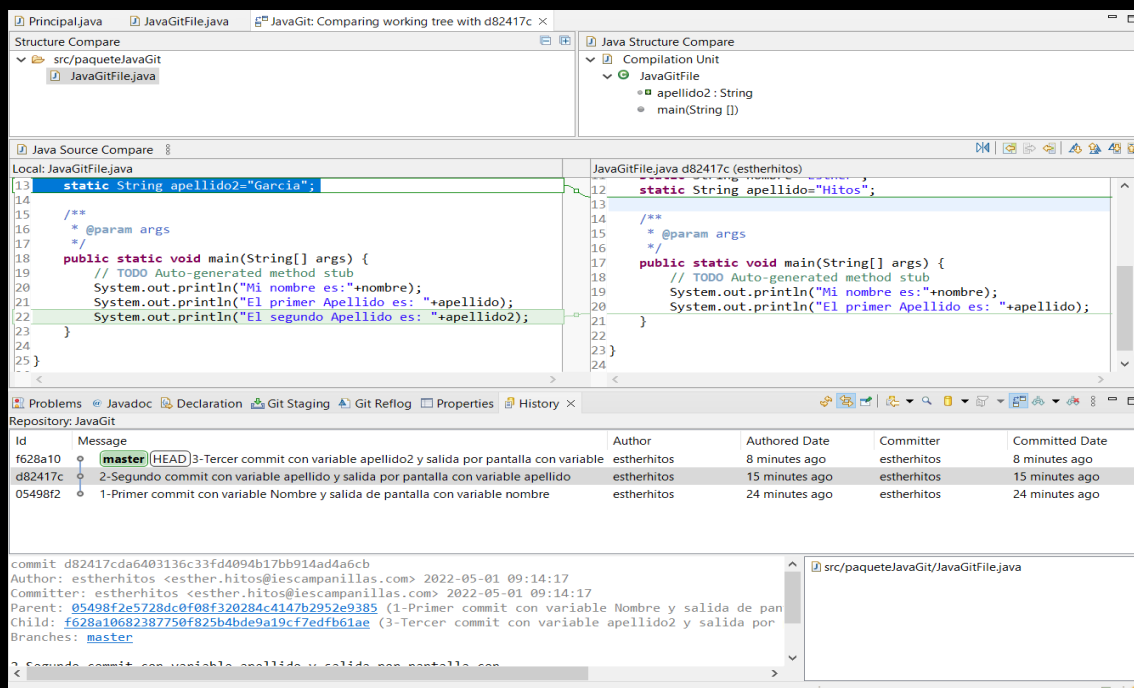 Principal.java JavaGitFile.java JavaGit: Comparing working tree with d82417c
Structure Compare
src/paqueteJavaGit
JavaGitFile.java
Java Structure Compare
Compilation Unit
JavaGitFile
apellido2 : String
main(String [])
Java Source Compare
Local: JavaGitFile.java
13 static String apellido2="Garcia";
14
15 /**
16 * @param args
17 */
18 public static void main(String[] args) {
19 // TODO Auto-generated method stub
20 System.out.println("Mi nombre es:"+nombre);
21 System.out.println("El primer Apellido es: "+apellido);
22 System.out.println("El segundo Apellido es: "+apellido2);
23 }
24
25 }
JavaGitFile.java d82417c (estherhitos)
12 static String apellido="Hitos";
13
14 /**
15 * @param args
16 */
17 public static void main(String[] args) {
18 // TODO Auto-generated method stub
19 System.out.println("Mi nombre es:"+nombre);
20 System.out.println("El primer Apellido es: "+apellido);
21 }
22
23 }
24
Problems Javadoc Declaration Git Staging Git Reflog Properties History
Repository: JavaGit
Id Message Author Authored Date Committer Committed Date
f628a10 master HEAD 3-Tercer commit con variable apellido2 y salida por pantalla con variable estherhitos 8 minutes ago estherhitos 8 minutes ago
d82417c 2-Segundo commit con variable apellido y salida por pantalla con variable apellido estherhitos 15 minutes ago estherhitos 15 minutes ago
05498f2 1-Primer commit con variable Nombre y salida de pantalla con variable nombre estherhitos 24 minutes ago estherhitos 24 minutes ago
commit d82417cda6403136c33fd4094b17bb914ad4a6cb
Author: estherhitos <esther.hitos@iescampanillas.com> 2022-05-01 09:14:17
Committer: estherhitos <esther.hitos@iescampanillas.com> 2022-05-01 09:14:17
Parent: 05498f2e5728dc0f08f320284c4147b2952e9385 (1-Primer commit con variable Nombre y salida de pan
Child: f628a10682387750f825b4bde9a19cf7edfb61ae (3-Tercer commit con variable apellido2 y salida por
Branches: master
2-Segundo commit con variable apellido y salida por pantalla con
src/paqueteJavaGit/JavaGitFile.java